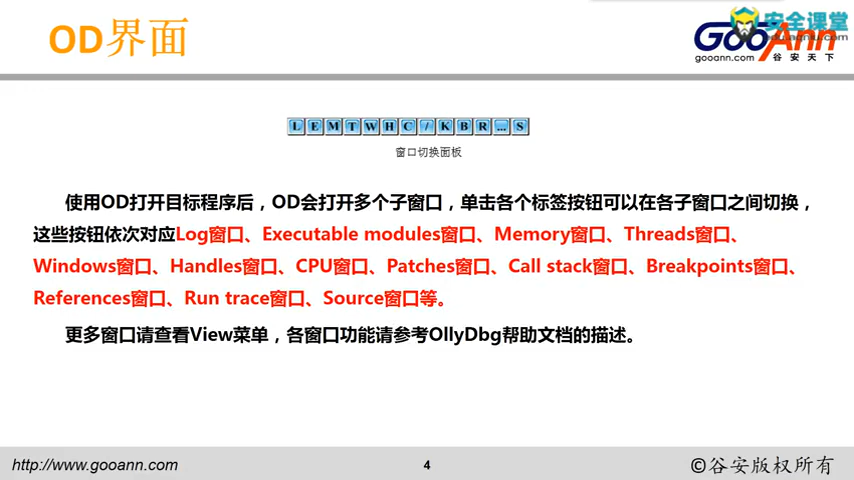 OD界面
安全课堂
GooAnn
gooann.com 谷安天下
L E M T W H C / K B R ... S
窗口切换面板
使用OD打开目标程序后，OD会打开多个子窗口，单击各个标签按钮可以在各子窗口之间切换，
这些按钮依次对应Log窗口、Executable modules窗口、Memory窗口、Threads窗口、
Windows窗口、Handles窗口、CPU窗口、Patches窗口、Call stack窗口、Breakpoints窗口、
References窗口、Run trace窗口、Source窗口等。
更多窗口请查看View菜单，各窗口功能请参考OllyDbg帮助文档的描述。
http://www.gooann.com
4
©谷安版权所有